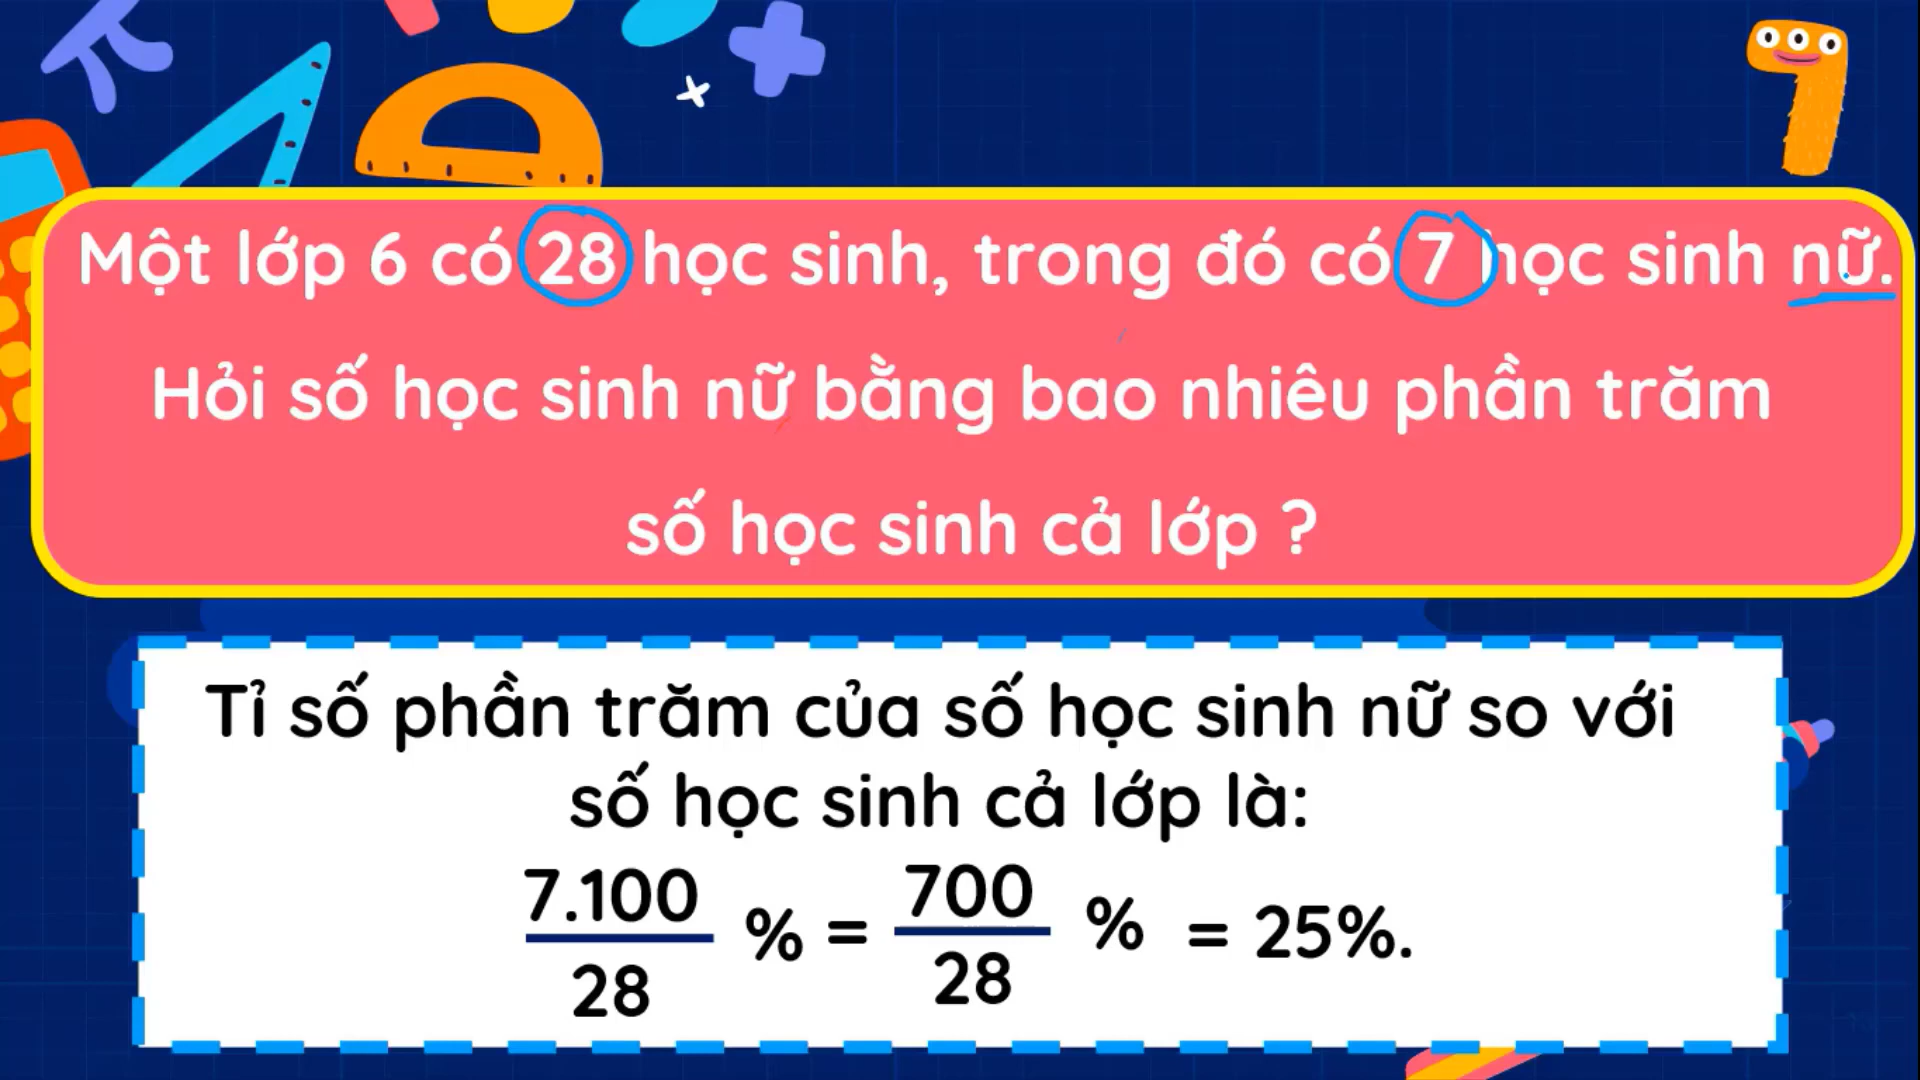 Một lớp 6 có 28 học sinh, trong đó có 7 học sinh nữ.
Hỏi số học sinh nữ bằng bao nhiêu phần trăm
số học sinh cả lớp ?
Tỉ số phần trăm của số học sinh nữ so với
số học sinh cả lớp là:
7.100/28 % = 700/28 % = 25%.